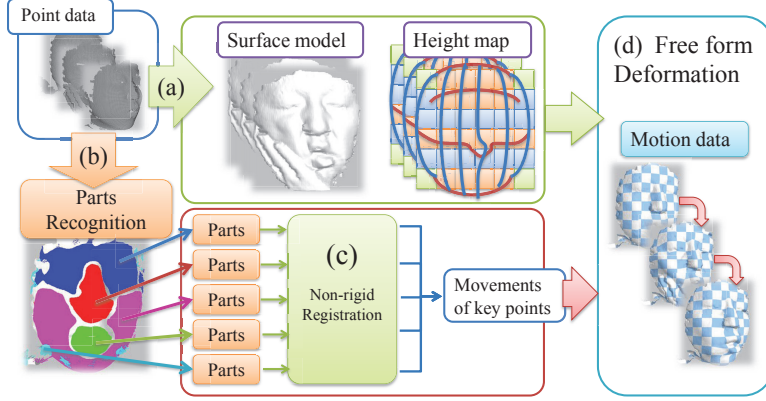 Point data
(a)
Surface model
Height map
(b)
Parts
Recognition
Parts
Parts
Parts
Parts
Parts
(c)
Non-rigid
Registration
Movements
of key points
(d) Free form
Deformation
Motion data